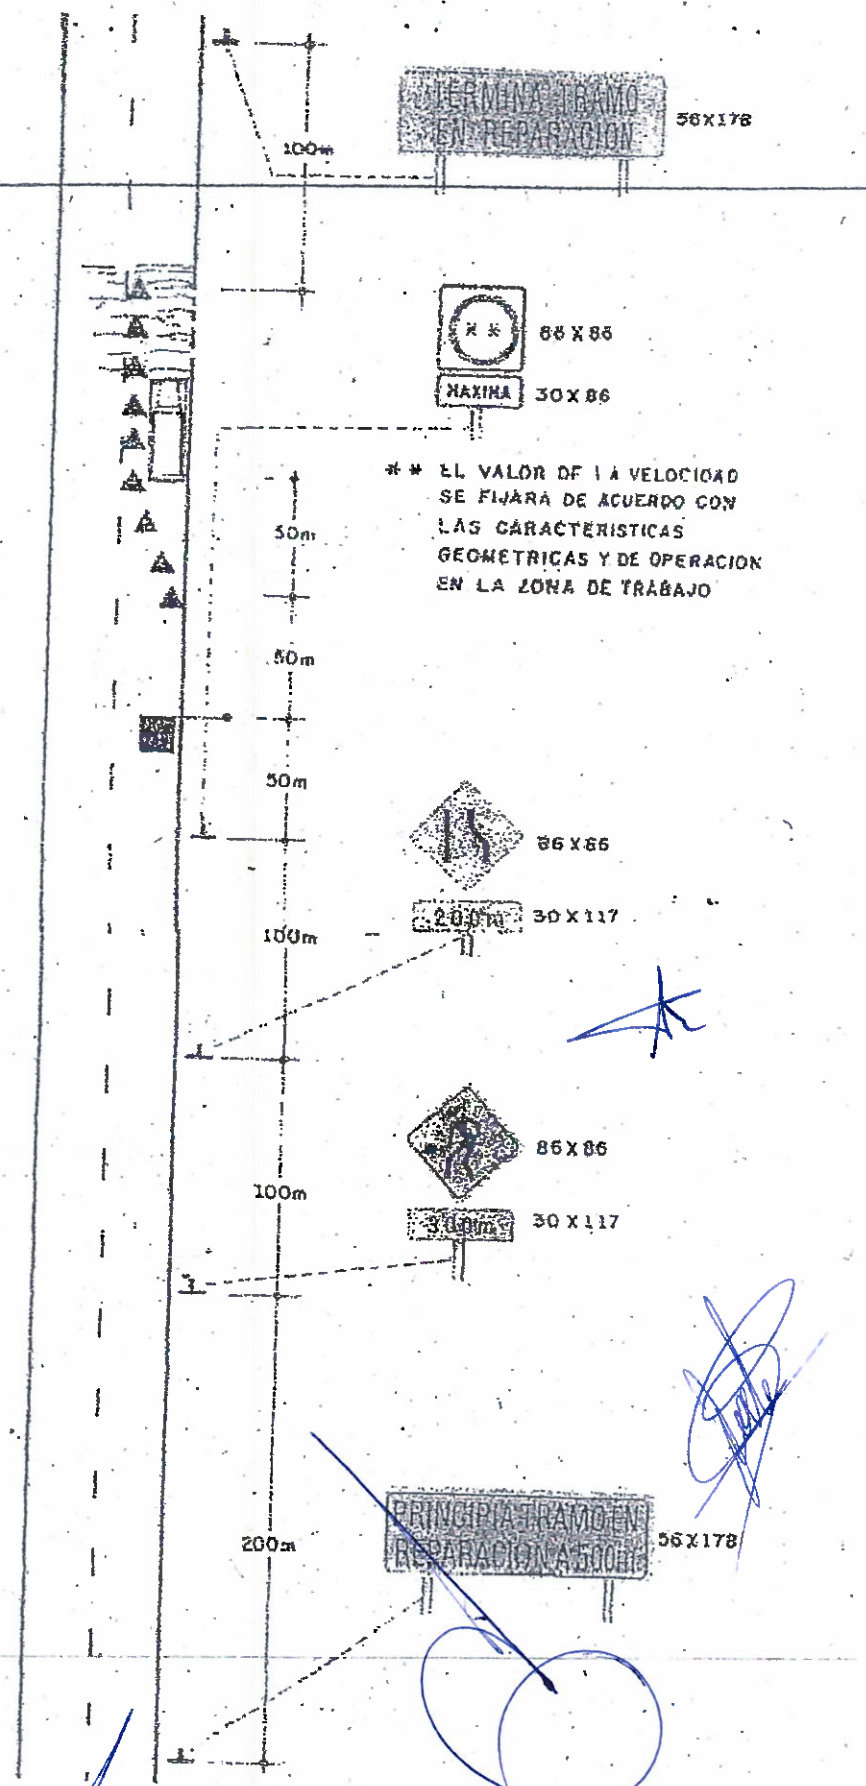 TERMINA TRAMO
EN REPARACION
56X178
100m
* *
86 X 86
MAXIMA
30 X 86
* * EL VALOR DE LA VELOCIDAD
SE FIJARA DE ACUERDO CON
LAS CARACTERISTICAS
GEOMETRICAS Y DE OPERACION
EN LA ZONA DE TRABAJO
50m
50m
50m
86 X 86
200m
30 X 117
100m
86 X 86
100m
300m
30 X 117
PRINCIPIA TRAMO EN
REPARACION A 500m
56X178
200m